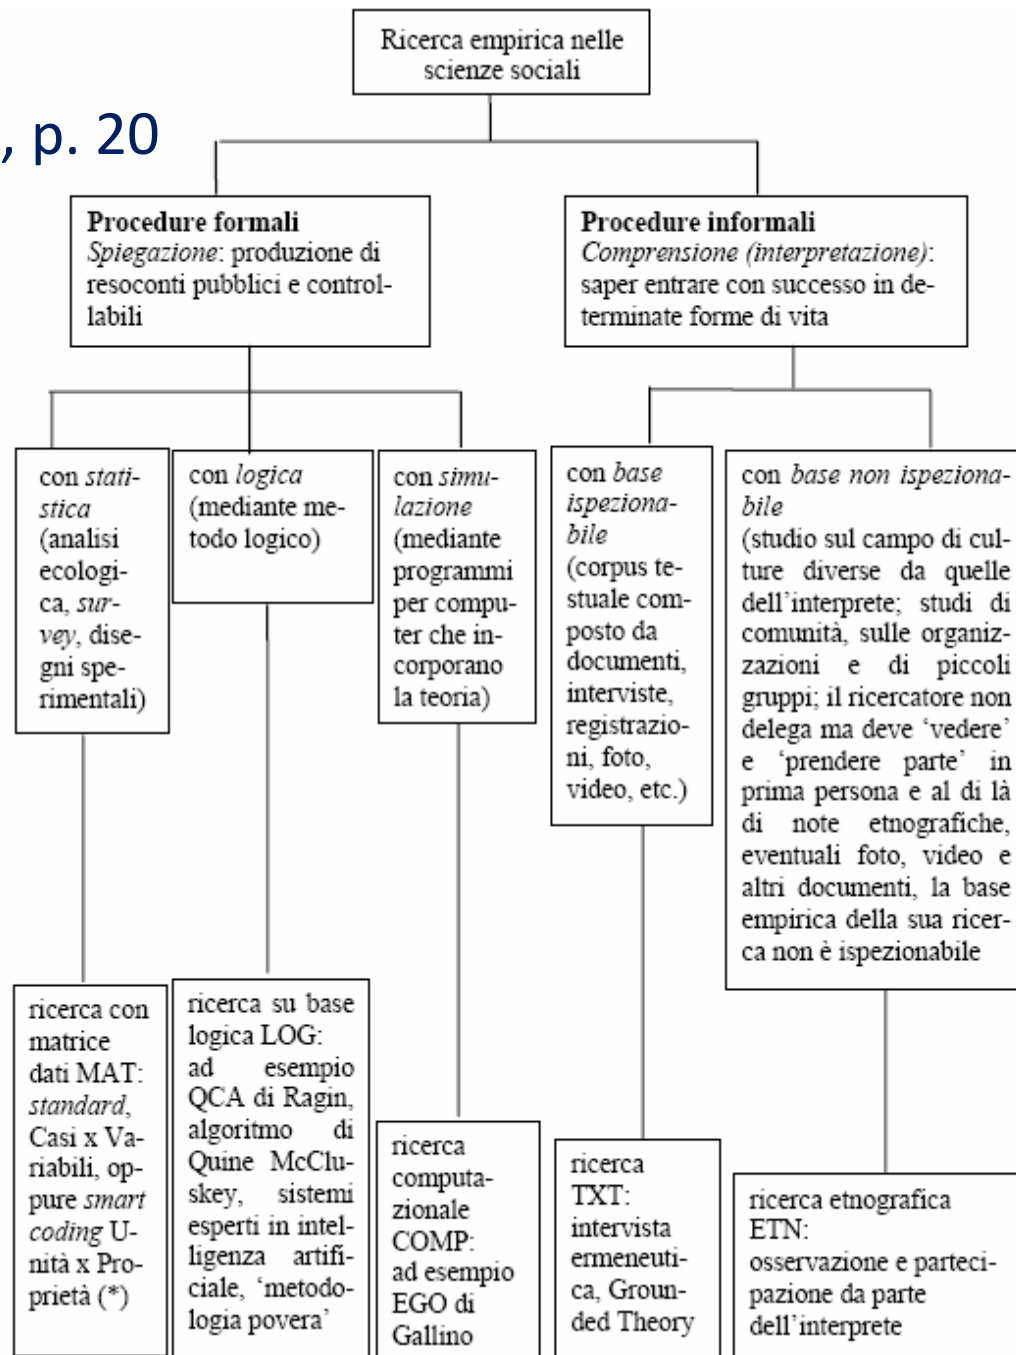 Ricerca empirica nelle
scienze sociali
, p. 20
Procedure formali
Spiegazione: produzione di
resoconti pubblici e control-
labili
Procedure informali
Comprensione (interpretazione):
saper entrare con successo in de-
terminate forme di vita
con stati-
stica
(analisi
ecologi-
ca, sur-
vey, dise-
gni spe-
rimentali)
con logica
(mediante me-
todo logico)
con simu-
lazione
(mediante
programmi
per compu-
ter che in-
corporano
la teoria)
con base
ispeziona-
bile
(corpus te-
stuale com-
posto da
documenti,
interviste,
registrazio-
ni, foto,
video, etc.)
con base non ispeziona-
bile
(studio sul campo di cul-
ture diverse da quelle
dell’interprete; studi di
comunità, sulle organiz-
zazioni e di piccoli
gruppi; il ricercatore non
delega ma deve ‘vedere’
e ‘prendere parte’ in
prima persona e al di là
di note etnografiche,
eventuali foto, video e
altri documenti, la base
empirica della sua ricer-
ca non è ispezionabile
ricerca con
matrice
dati MAT:
standard,
Casi x Va-
riabili, op-
pure smart
coding U-
nità x Pro-
prietà (*)
ricerca su base
logica LOG:
ad esempio
QCA di Ragin,
algoritmo di
Quine McClu-
skey, sistemi
esperti in intel-
ligenza artifi-
ciale, ‘metodo-
logia povera’
ricerca
computa-
zionale
COMP:
ad esempio
EGO di
Gallino
ricerca
TXT:
intervista
ermeneuti-
ca, Groun-
ded Theory
ricerca etnografica
ETN:
osservazione e parteci-
pazione da parte
dell’interprete